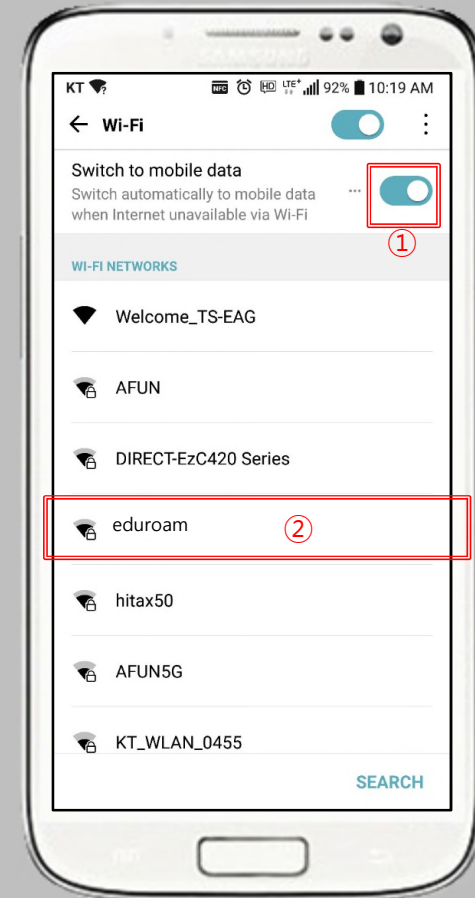 SAMSUNG
KT ? NFC HD LTE+ 92% 10:19 AM
← Wi-Fi
Switch to mobile data
Switch automatically to mobile data ...
when Internet unavailable via Wi-Fi
①
WI-FI NETWORKS
Welcome_TS-EAG
AFUN
DIRECT-EzC420 Series
eduroam ②
hitax50
AFUN5G
KT_WLAN_0455
SEARCH